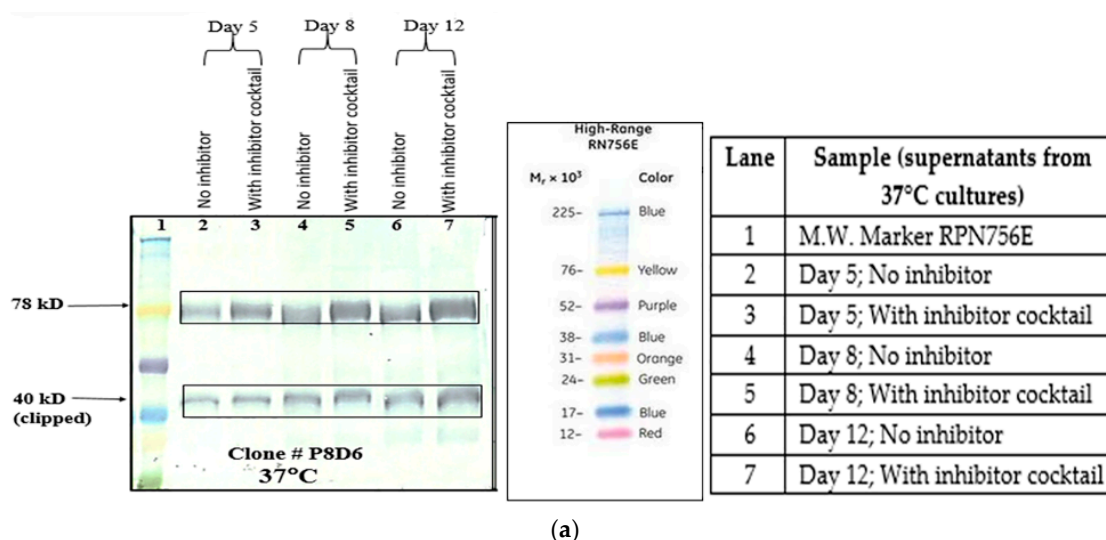 Day 5 Day 8 Day 12
No inhibitor
With inhibitor cocktail
No inhibitor
With inhibitor cocktail
No inhibitor
With inhibitor cocktail
1 2 3 4 5 6 7
78 kD
40 kD
(clipped)
Clone # P8D6
37°C
High-Range
RN756E
Mr × 10³ Color
225– Blue
76– Yellow
52– Purple
38– Blue
31– Orange
24– Green
17– Blue
12– Red
Lane Sample (supernatants from
37°C cultures)
1 M.W. Marker RPN756E
2 Day 5; No inhibitor
3 Day 5; With inhibitor cocktail
4 Day 8; No inhibitor
5 Day 8; With inhibitor cocktail
6 Day 12; No inhibitor
7 Day 12; With inhibitor cocktail
(a)